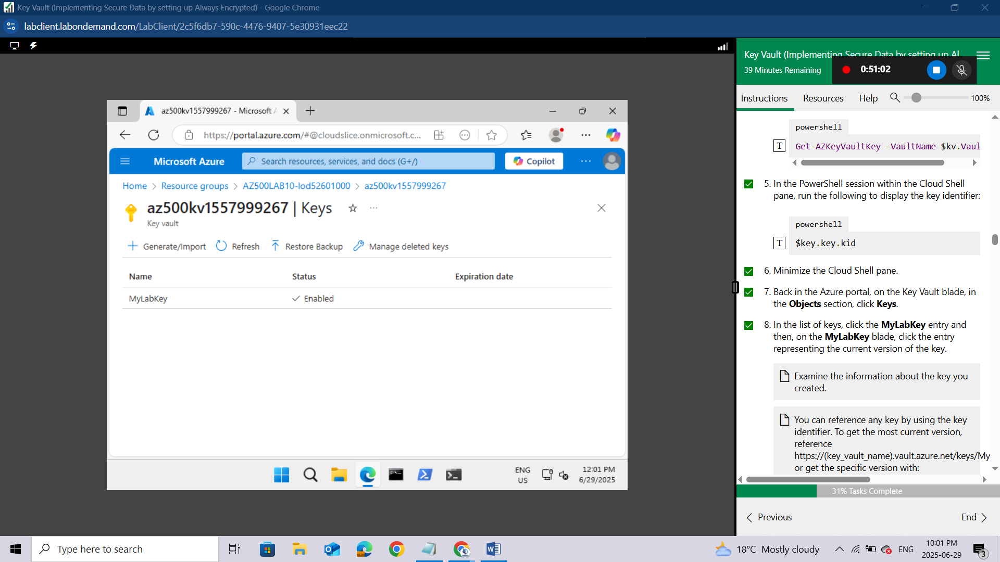 Key Vault (Implementing Secure Data by setting up Always Encrypted) - Google Chrome
labclient.labondemand.com/LabClient/2c5f6db7-590c-4476-9407-5e30931eec22
az500kv1557999267 - Microsoft
https://portal.azure.com/#@cloudslice.onmicrosoft.c...
Microsoft Azure
Search resources, services, and docs (G+/)
Copilot
Home > Resource groups > AZ500LAB10-lod52601000 > az500kv1557999267
az500kv1557999267 | Keys
Key vault
Generate/Import
Refresh
Restore Backup
Manage deleted keys
Name Status Expiration date
MyLabKey Enabled
ENG
US
12:01 PM
6/29/2025
Key Vault (Implementing Secure Data by setting up Al
39 Minutes Remaining
0:51:02
Instructions Resources Help 100%
powershell
T
Get-AZKeyVaultKey -VaultName $kv.Vaul
5. In the PowerShell session within the Cloud Shell
pane, run the following to display the key identifier:
powershell
T
$key.key.kid
6. Minimize the Cloud Shell pane.
7. Back in the Azure portal, on the Key Vault blade, in
the Objects section, click Keys.
8. In the list of keys, click the MyLabKey entry and
then, on the MyLabKey blade, click the entry
representing the current version of the key.
Examine the information about the key you
created.
You can reference any key by using the key
identifier. To get the most current version,
reference
https://(key_vault_name).vault.azure.net/keys/My
or get the specific version with:
31% Tasks Complete
Previous
End
Type here to search
18°C Mostly cloudy
ENG
10:01 PM
2025-06-29
3